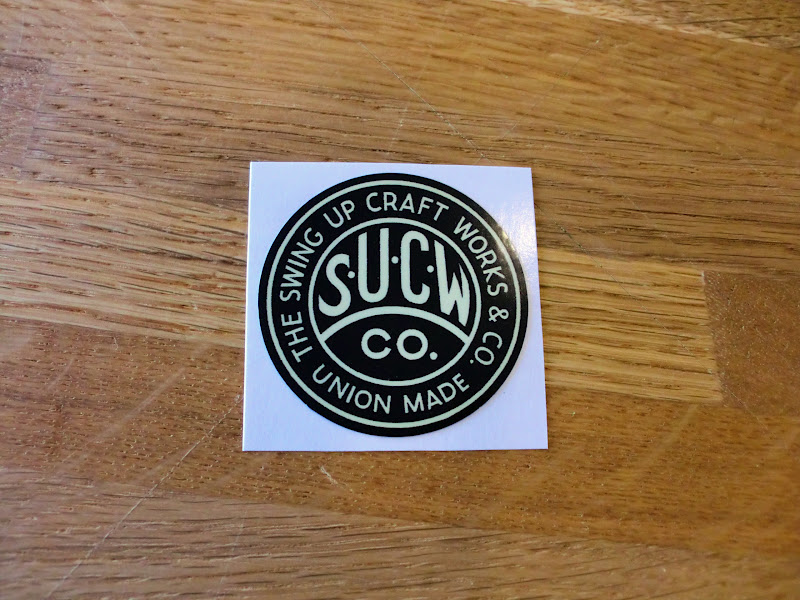 THE SWING UP CRAFT WORKS & CO.
S·U·C·W
CO.
UNION MADE